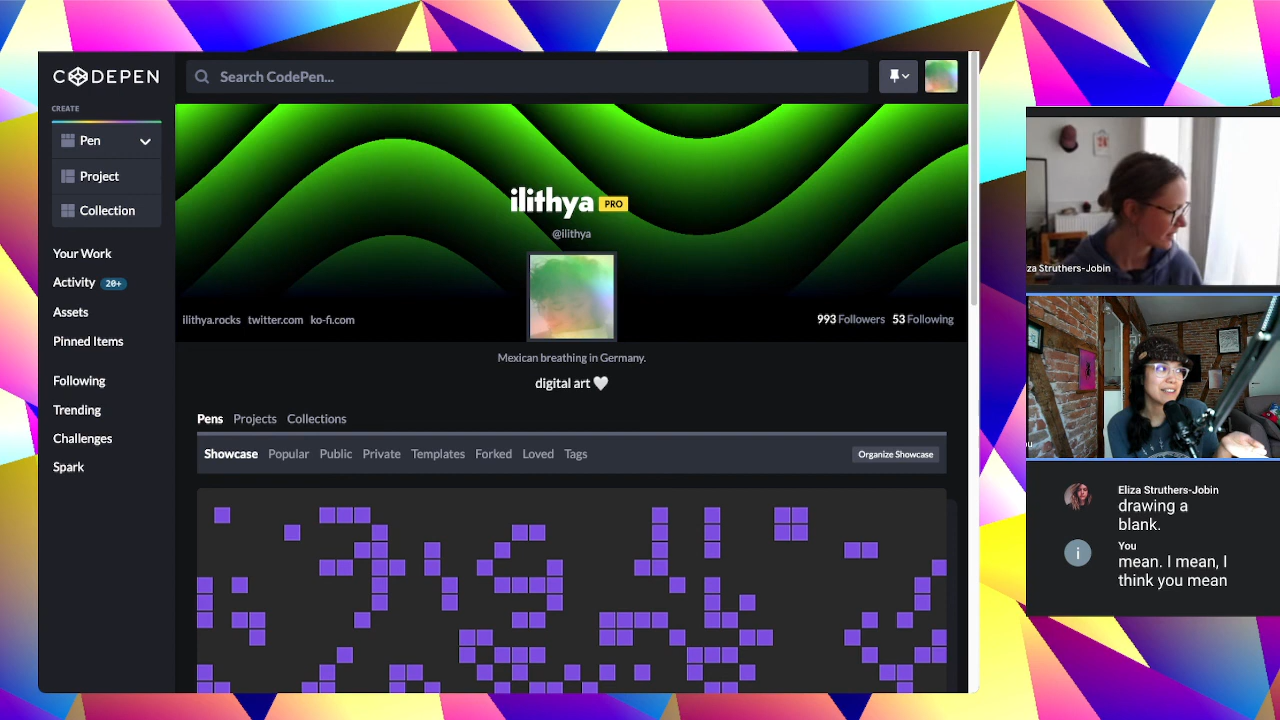 CODEPEN
Search CodePen...
CREATE
Pen
Project
Collection
Your Work
Activity 20+
Assets
Pinned Items
Following
Trending
Challenges
Spark
ilithya PRO
@ilithya
ilithya.rocks twitter.com ko-fi.com
993 Followers 53 Following
Mexican breathing in Germany.
digital art 🤍
Pens Projects Collections
Showcase Popular Public Private Templates Forked Loved Tags
Organize Showcase
za Struthers-Jobin
ou
Eliza Struthers-Jobin
drawing a
blank.
i
You
mean. I mean, I
think you mean